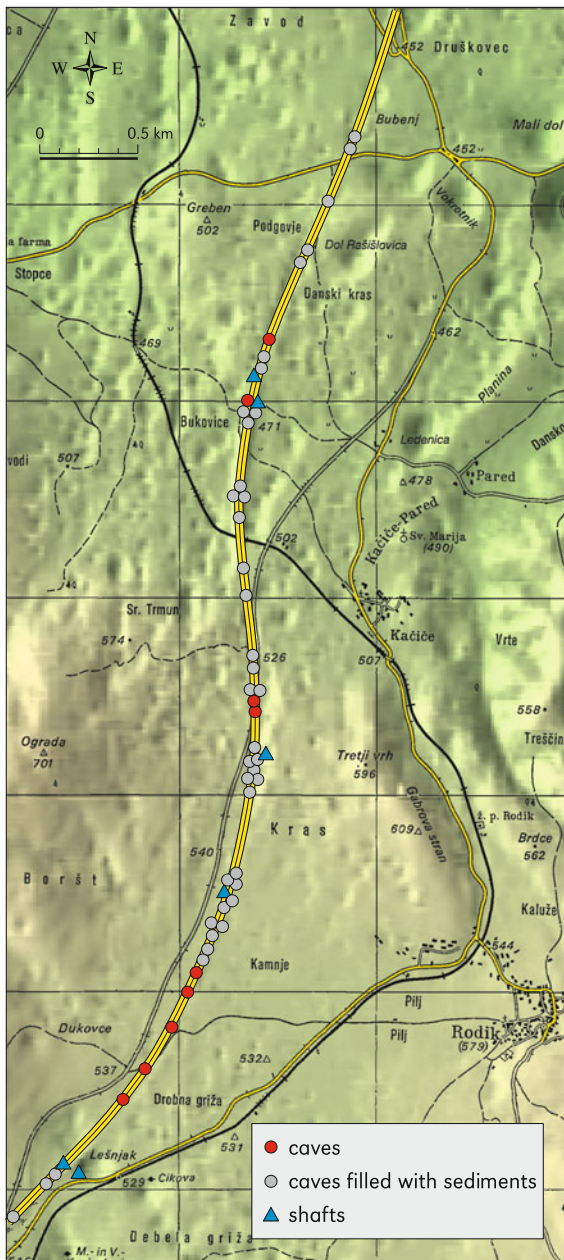 Zavod
ca
452
Druškovec
N
W E
S
0 0.5 km
Bubenj
Mali dol
452
Vokrotnik
Greben
502
Podgovje
a farma
Dol Rašišlovica
Stopce
Danski kras
462
469
Planina
Bukovice
471
Ledenica
Dansko
vodi
507
478
Pared
Kačiče-Pared
502
Sv. Marija
(490)
Sr. Trmun
Kačiče
574
Vrte
526
507
558
Ograda
701
Tretji vrh
596
Treščin
Gabrova stran
ž. p. Rodik
Kras
609
Brdce
562
540
Boršt
Kaluže
544
Kamnje
Pilj
Dukovce
Pilj
Rodik
(579)
532
537
Drobna griža
531
Lešnjak
529
Cikova
Debela griža
M.- in V.-
caves
caves filled with sediments
shafts